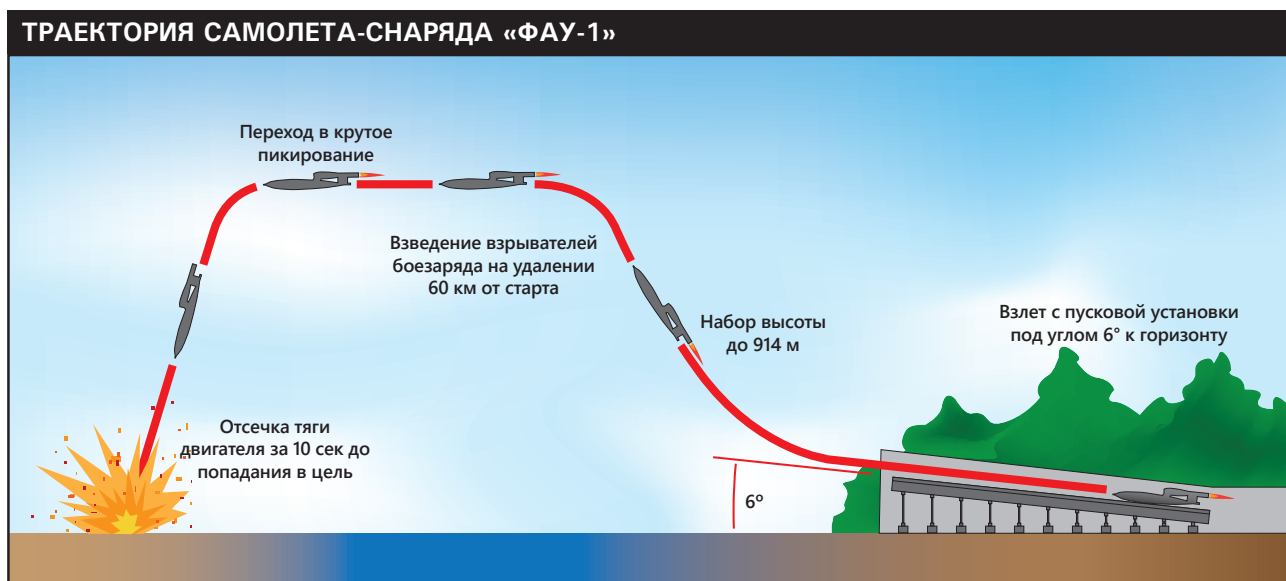 ТРАЕКТОРИЯ САМОЛЕТА-СНАРЯДА «ФАУ-1»
Переход в крутое
пикирование
Взведение взрывателей
боезаряда на удалении
60 км от старта
Набор высоты
до 914 м
Взлет с пусковой установки
под углом 6° к горизонту
Отсечка тяги
двигателя за 10 сек до
попадания в цель
6º